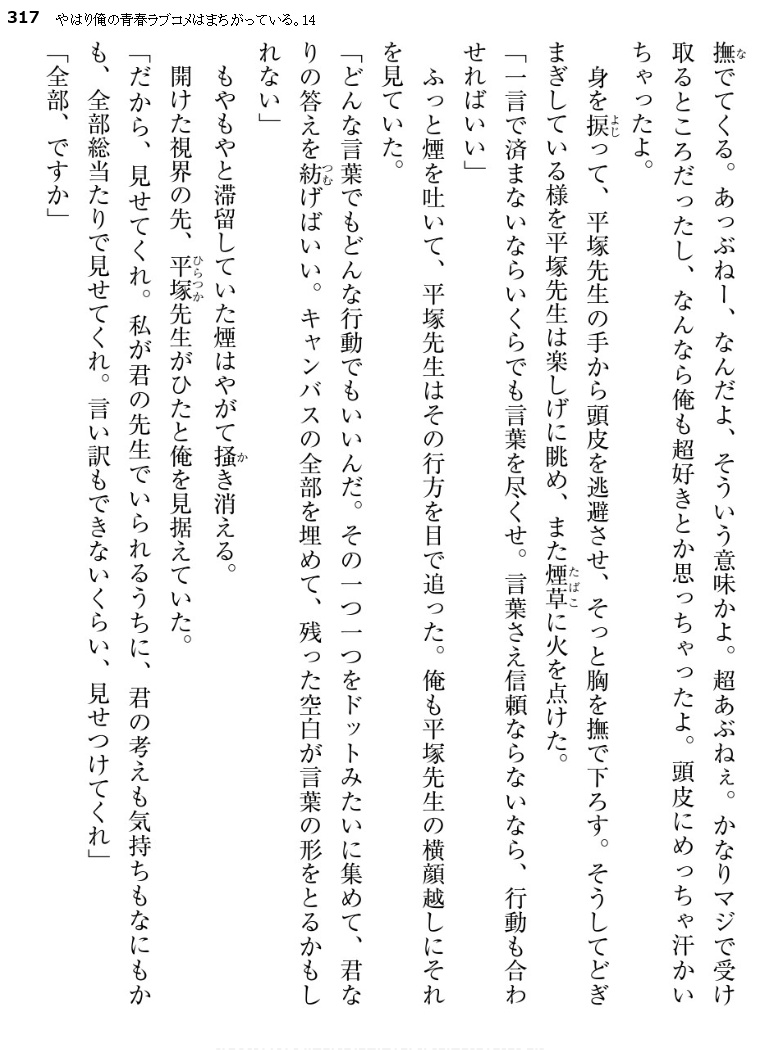 317 やはり俺の青春ラブコメはまちがっている。14
撫でてくる。あっぶねー、なんだよ、そういう意味かよ。超あぶねぇ。かなりマジで受け
取るところだったし、なんなら俺も超好きとか思っちゃったよ。頭皮にめっちゃ汗かい
ちゃったよ。
身を捩って、平塚先生の手から頭皮を逃避させ、そっと胸を撫で下ろす。そうしてどぎ
まぎしている様を平塚先生は楽しげに眺め、また煙草に火を点けた。
「一言で済まないならいくらでも言葉を尽くせ。言葉さえ信頼ならないなら、行動も合わ
せればいい」
ふっと煙を吐いて、平塚先生はその行方を目で追った。俺も平塚先生の横顔越しにそれ
を見ていた。
「どんな言葉でもどんな行動でもいいんだ。その一つ一つをドットみたいに集めて、君な
りの答えを紡げばいい。キャンバスの全部を埋めて、残った空白が言葉の形をとるかもし
れない」
もやもやと滞留していた煙はやがて掻き消える。
開けた視界の先、平塚先生がひたと俺を見据えていた。
「だから、見せてくれ。私が君の先生でいられるうちに、君の考えも気持ちもなにもか
も、全部総当たりで見せてくれ。言い訳もできないくらい、見せつけてくれ」
「全部、ですか」